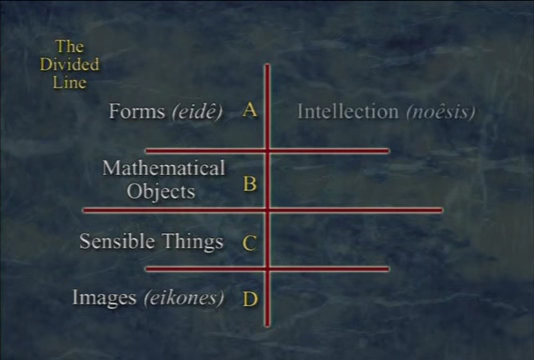 The
Divided
Line
Forms (eidê) A Intellection (noêsis)
Mathematical
Objects B
Sensible Things C
Images (eikones) D